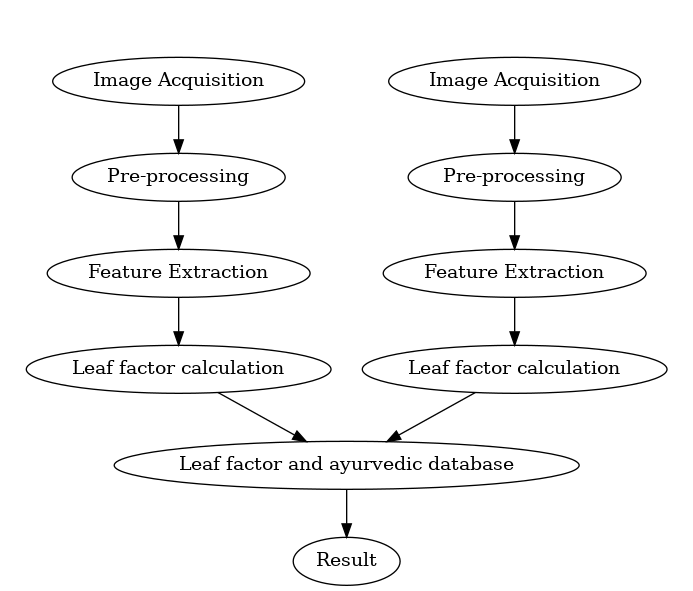 Image Acquisition
Image Acquisition
Pre-processing
Pre-processing
Feature Extraction
Feature Extraction
Leaf factor calculation
Leaf factor calculation
Leaf factor and ayurvedic database
Result